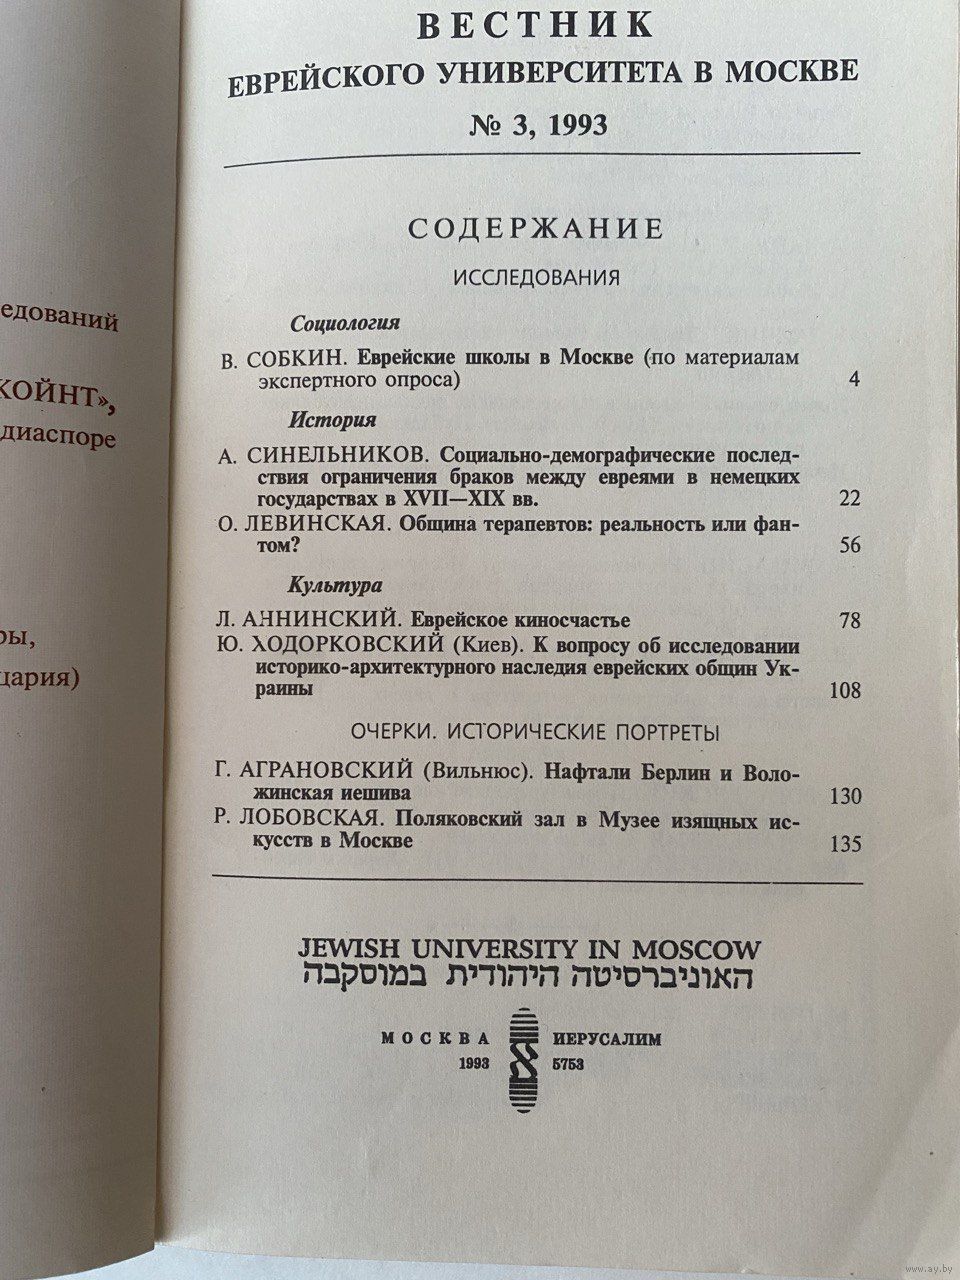 едований
КОЙНТ»,
диаспоре
ры,
цария)
ВЕСТНИК
ЕВРЕЙСКОГО УНИВЕРСИТЕТА В МОСКВЕ
№ 3, 1993
СОДЕРЖАНИЕ
ИССЛЕДОВАНИЯ
Социология
В. СОБКИН. Еврейские школы в Москве (по материалам
экспертного опроса) 4
История
А. СИНЕЛЬНИКОВ. Социально-демографические послед-
ствия ограничения браков между евреями в немецких
государствах в XVII—XIX вв. 22
О. ЛЕВИНСКАЯ. Община терапевтов: реальность или фан-
том? 56
Культура
Л. АННИНСКИЙ. Еврейское киносчастье 78
Ю. ХОДОРКОВСКИЙ (Киев). К вопросу об исследовании
историко-архитектурного наследия еврейских общин Ук-
раины 108
ОЧЕРКИ. ИСТОРИЧЕСКИЕ ПОРТРЕТЫ
Г. АГРАНОВСКИЙ (Вильнюс). Нафтали Берлин и Воло-
жинская иешива 130
Р. ЛОБОВСКАЯ. Поляковский зал в Музее изящных ис-
кусств в Москве 135
JEWISH UNIVERSITY IN MOSCOW
האוניברסיטה היהודית במוסקבה
МОСКВА ИЕРУСАЛИМ
1993 5753
www.ay.by